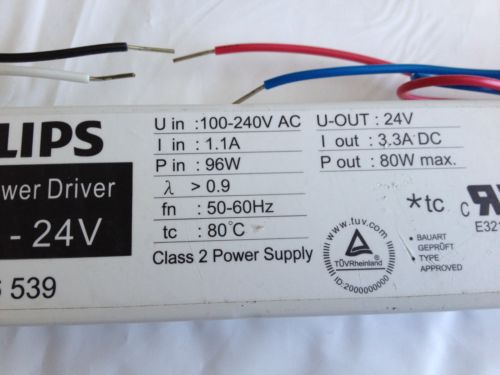 LIPS
wer Driver
- 24V
539
U in : 100-240V AC
I in : 1.1A
P in : 96W
λ > 0.9
fn : 50-60Hz
tc : 80°C
Class 2 Power Supply
U-OUT : 24V
I out : 3.3A DC
P out : 80W max.
www.tuv.com
TÜVRheinland
ID:2000000000
• BAUART
GEPRÜFT
• TYPE
APPROVED
*tc
c
E321